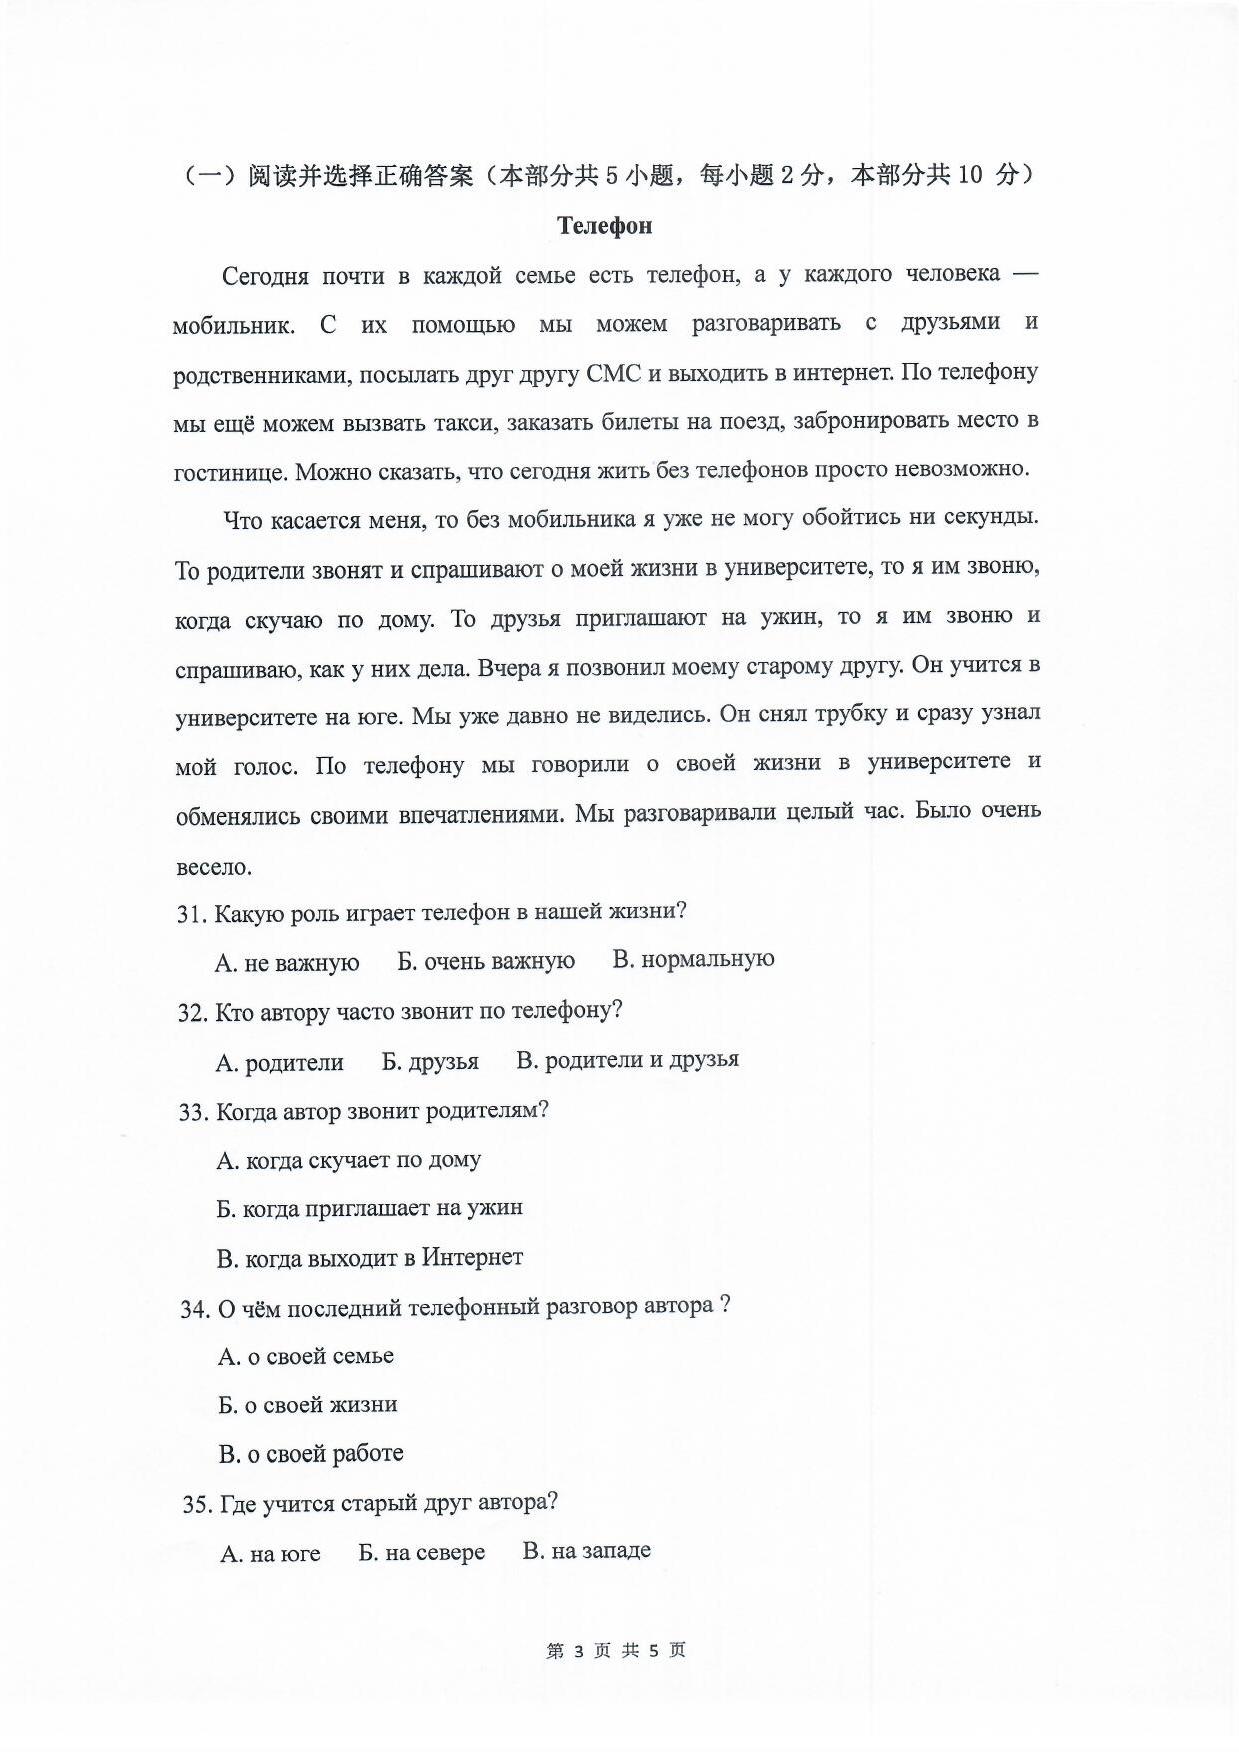 （一）阅读并选择正确答案（本部分共 5 小题，每小题 2 分，本部分共 10 分）
Телефон
Сегодня почти в каждой семье есть телефон, а у каждого человека —
мобильник. С их помощью мы можем разговаривать с друзьями и
родственниками, посылать друг другу СМС и выходить в интернет. По телефону
мы ещё можем вызвать такси, заказать билеты на поезд, забронировать место в
гостинице. Можно сказать, что сегодня жить без телефонов просто невозможно.
Что касается меня, то без мобильника я уже не могу обойтись ни секунды.
То родители звонят и спрашивают о моей жизни в университете, то я им звоню,
когда скучаю по дому. То друзья приглашают на ужин, то я им звоню и
спрашиваю, как у них дела. Вчера я позвонил моему старому другу. Он учится в
университете на юге. Мы уже давно не виделись. Он снял трубку и сразу узнал
мой голос. По телефону мы говорили о своей жизни в университете и
обменялись своими впечатлениями. Мы разговаривали целый час. Было очень
весело.
31. Какую роль играет телефон в нашей жизни?
А. не важную Б. очень важную В. нормальную
32. Кто автору часто звонит по телефону?
А. родители Б. друзья В. родители и друзья
33. Когда автор звонит родителям?
А. когда скучает по дому
Б. когда приглашает на ужин
В. когда выходит в Интернет
34. О чём последний телефонный разговор автора ?
А. о своей семье
Б. о своей жизни
В. о своей работе
35. Где учится старый друг автора?
А. на юге Б. на севере В. на западе
第 3 页 共 5 页